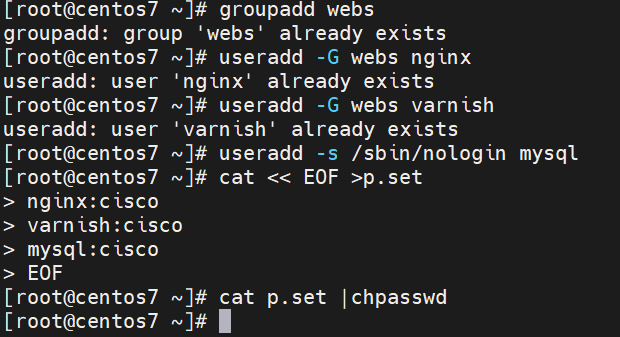 [root@centos7 ~]# groupadd webs
groupadd: group 'webs' already exists
[root@centos7 ~]# useradd -G webs nginx
useradd: user 'nginx' already exists
[root@centos7 ~]# useradd -G webs varnish
useradd: user 'varnish' already exists
[root@centos7 ~]# useradd -s /sbin/nologin mysql
[root@centos7 ~]# cat << EOF >p.set
> nginx:cisco
> varnish:cisco
> mysql:cisco
> EOF
[root@centos7 ~]# cat p.set |chpasswd
[root@centos7 ~]#